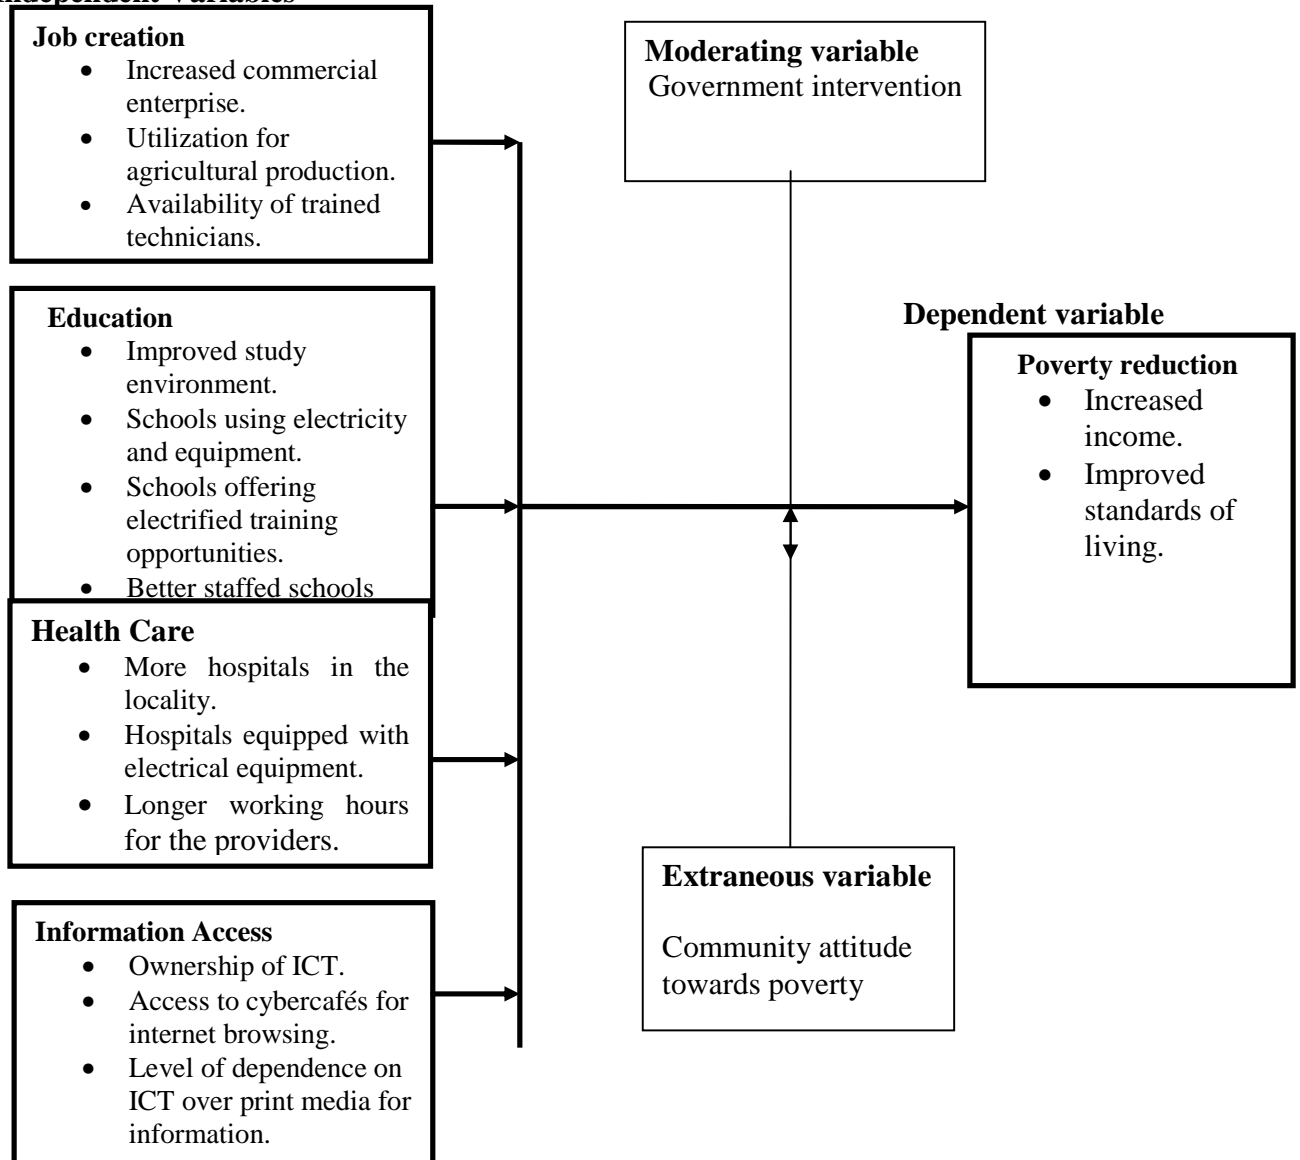 Independent Variables
Job creation
• Increased commercial
enterprise.
• Utilization for
agricultural production.
• Availability of trained
technicians.
Education
• Improved study
environment.
• Schools using electricity
and equipment.
• Schools offering
electrified training
opportunities.
• Better staffed schools
Health Care
• More hospitals in the
locality.
• Hospitals equipped with
electrical equipment.
• Longer working hours
for the providers.
Information Access
• Ownership of ICT.
• Access to cybercafés for
internet browsing.
• Level of dependence on
ICT over print media for
information.
Moderating variable
Government intervention
Extraneous variable
Community attitude
towards poverty
Dependent variable
Poverty reduction
• Increased
income.
• Improved
standards of
living.